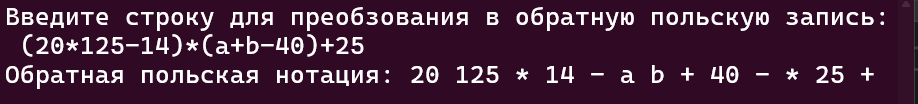 Введите строку для преобзования в обратную польскую запись:
(20*125-14)*(a+b-40)+25
Обратная польская нотация: 20 125 * 14 - a b + 40 - * 25 +